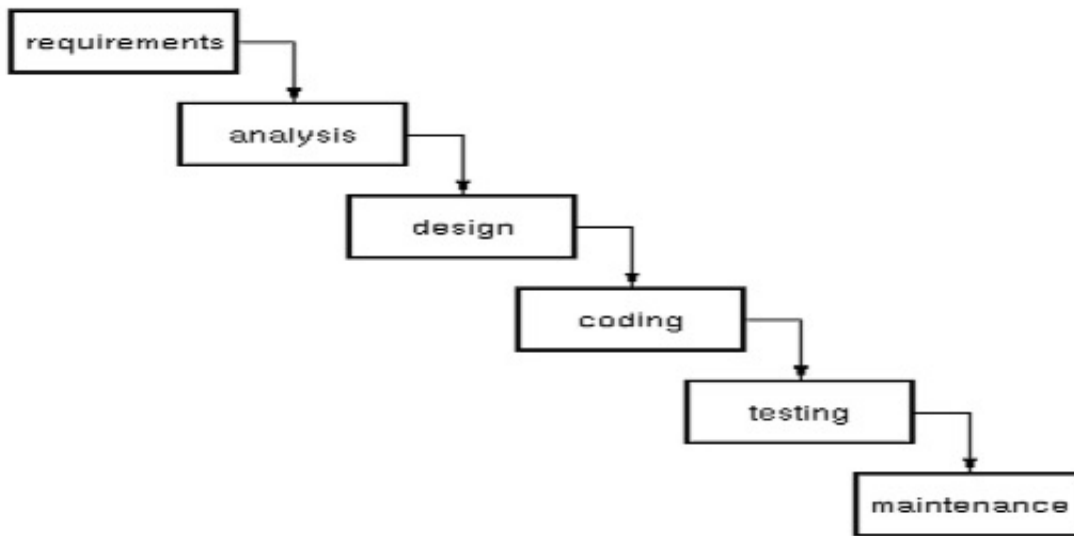 requirements
analysis
design
coding
testing
maintenance